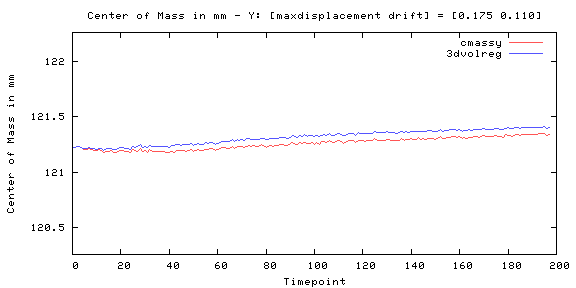 Center of Mass in mm - Y: [maxdisplacement drift] = [0.175 0.110]
cmassy
3dvolreg
122
121.5
121
120.5
Center of Mass in mm
0 20 40 60 80 100 120 140 160 180 200
Timepoint